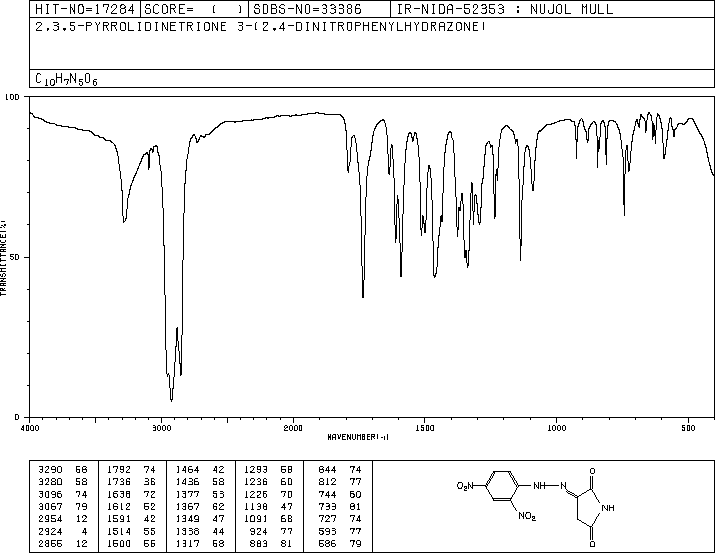 HIT-NO=17284 SCORE= ( ) SDBS-NO=33386 IR-NIDA-52353 : NUJOL MULL
2,3,5-PYRROLIDINETRIONE 3-(2,4-DINITROPHENYLHYDRAZONE)
C10H7N5O6
100
50
0
TRANSMITTANCE(%)
4000 3000 2000 1500 1000 500
WAVENUMBER(-1)
3290 66 1792 74 1464 42 1293 58 844 74
3280 58 1736 36 1436 58 1236 60 812 77
3096 74 1638 72 1377 55 1226 70 744 60
3067 79 1612 52 1367 62 1138 47 733 81
2954 12 1591 42 1349 47 1091 68 727 74
2924 4 1514 55 1338 44 924 77 593 77
2855 12 1500 55 1317 58 883 81 586 79
O2N
NO2
NH
N
O
NH
O